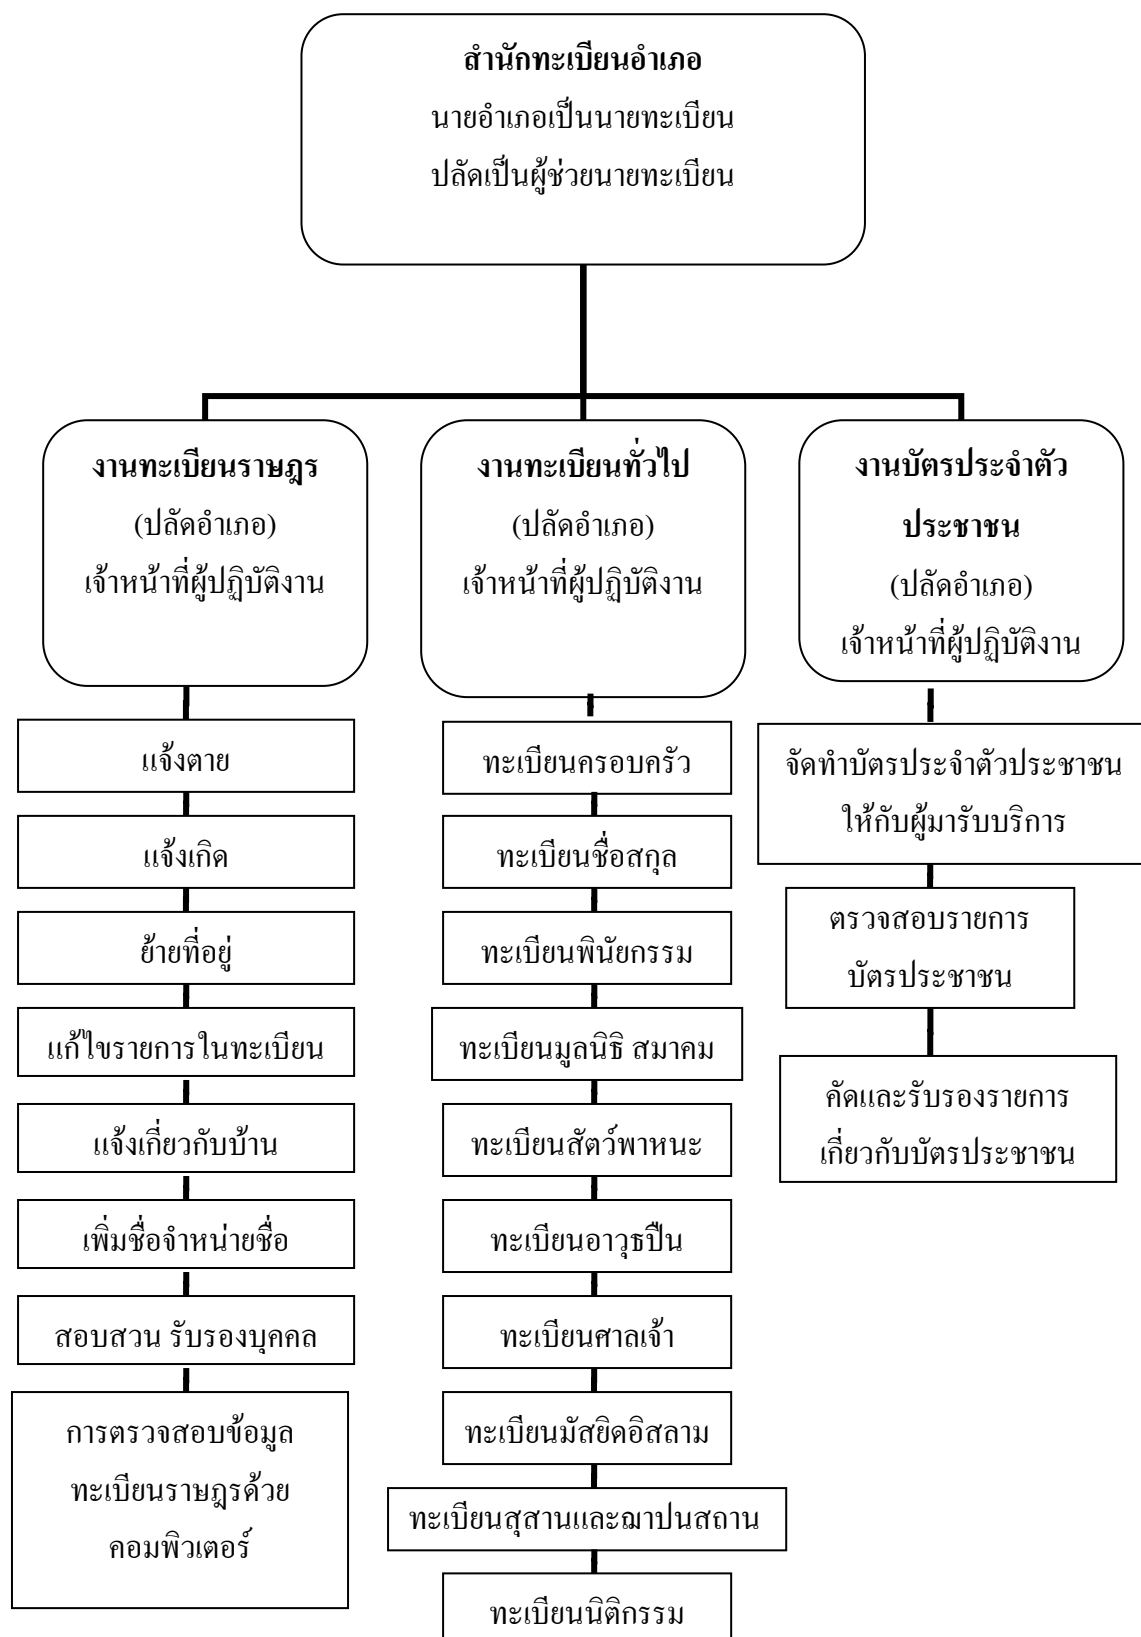 สำนักทะเบียนอำเภอ
นายอำเภอเป็นนายทะเบียน
ปลัดเป็นผู้ช่วยนายทะเบียน
งานทะเบียนราษฎร
(ปลัดอำเภอ)
เจ้าหน้าที่ผู้ปฏิบัติงาน
แจ้งตาย
แจ้งเกิด
ย้ายที่อยู่
แก้ไขรายการในทะเบียน
แจ้งเกี่ยวกับบ้าน
เพิ่มชื่อจำหน่ายชื่อ
สอบสวน รับรองบุคคล
การตรวจสอบข้อมูล
ทะเบียนราษฎรด้วย
คอมพิวเตอร์
งานทะเบียนทั่วไป
(ปลัดอำเภอ)
เจ้าหน้าที่ผู้ปฏิบัติงาน
ทะเบียนครอบครัว
ทะเบียนชื่อสกุล
ทะเบียนพินัยกรรม
ทะเบียนมูลนิธิ สมาคม
ทะเบียนสัตว์พาหนะ
ทะเบียนอาวุธปืน
ทะเบียนศาลเจ้า
ทะเบียนมัสยิดอิสลาม
ทะเบียนสุสานและฌาปนสถาน
ทะเบียนนิติกรรม
งานบัตรประจำตัว
ประชาชน
(ปลัดอำเภอ)
เจ้าหน้าที่ผู้ปฏิบัติงาน
จัดทำบัตรประจำตัวประชาชน
ให้กับผู้มารับบริการ
ตรวจสอบรายการ
บัตรประชาชน
คัดและรับรองรายการ
เกี่ยวกับบัตรประชาชน